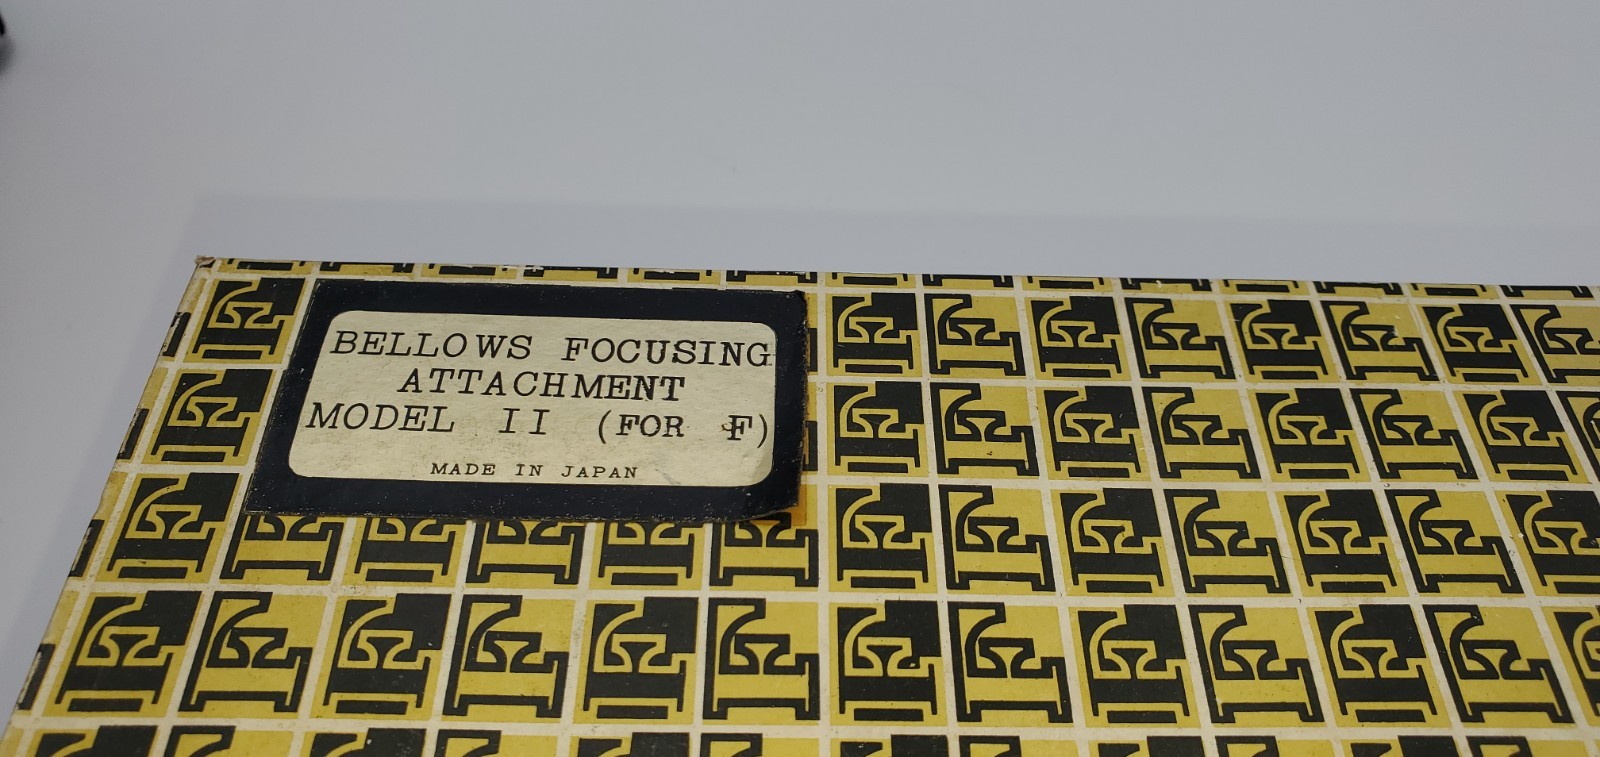 BELLOWS FOCUSING
ATTACHMENT
MODEL II (FOR F)
MADE IN JAPAN